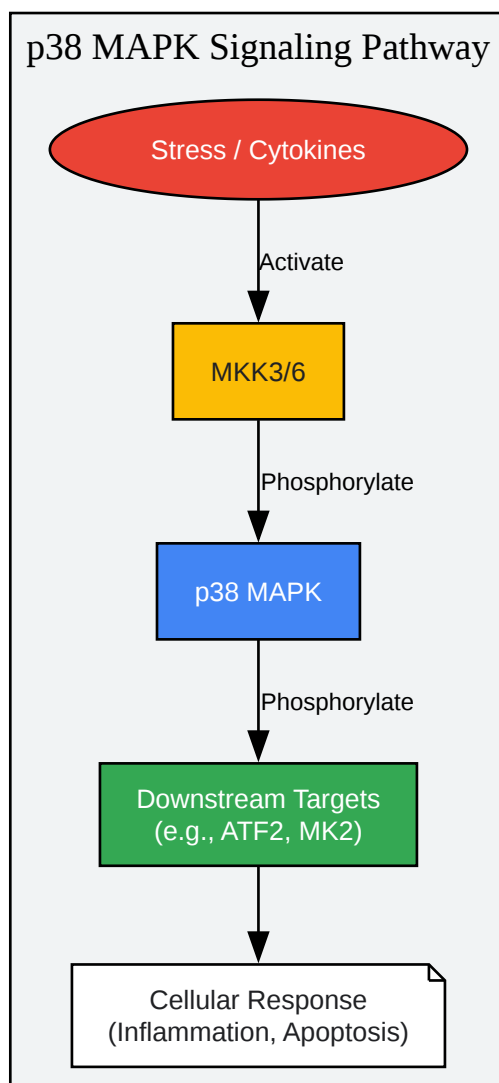 p38 MAPK Signaling Pathway
Stress / Cytokines
Activate
MKK3/6
Phosphorylate
p38 MAPK
Phosphorylate
Downstream Targets
(e.g., ATF2, MK2)
Cellular Response
(Inflammation, Apoptosis)